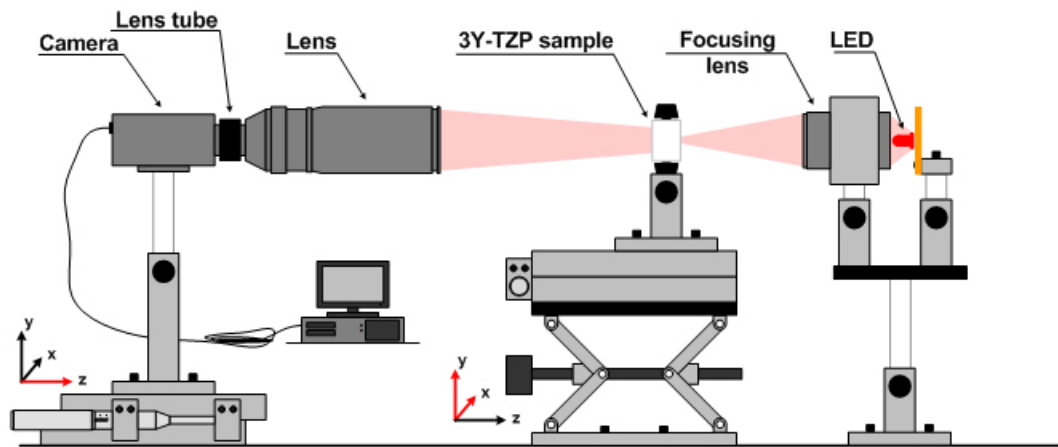 Lens tube
Camera
Lens
3Y-TZP sample
Focusing
lens
LED
y
x
z
y
x
z